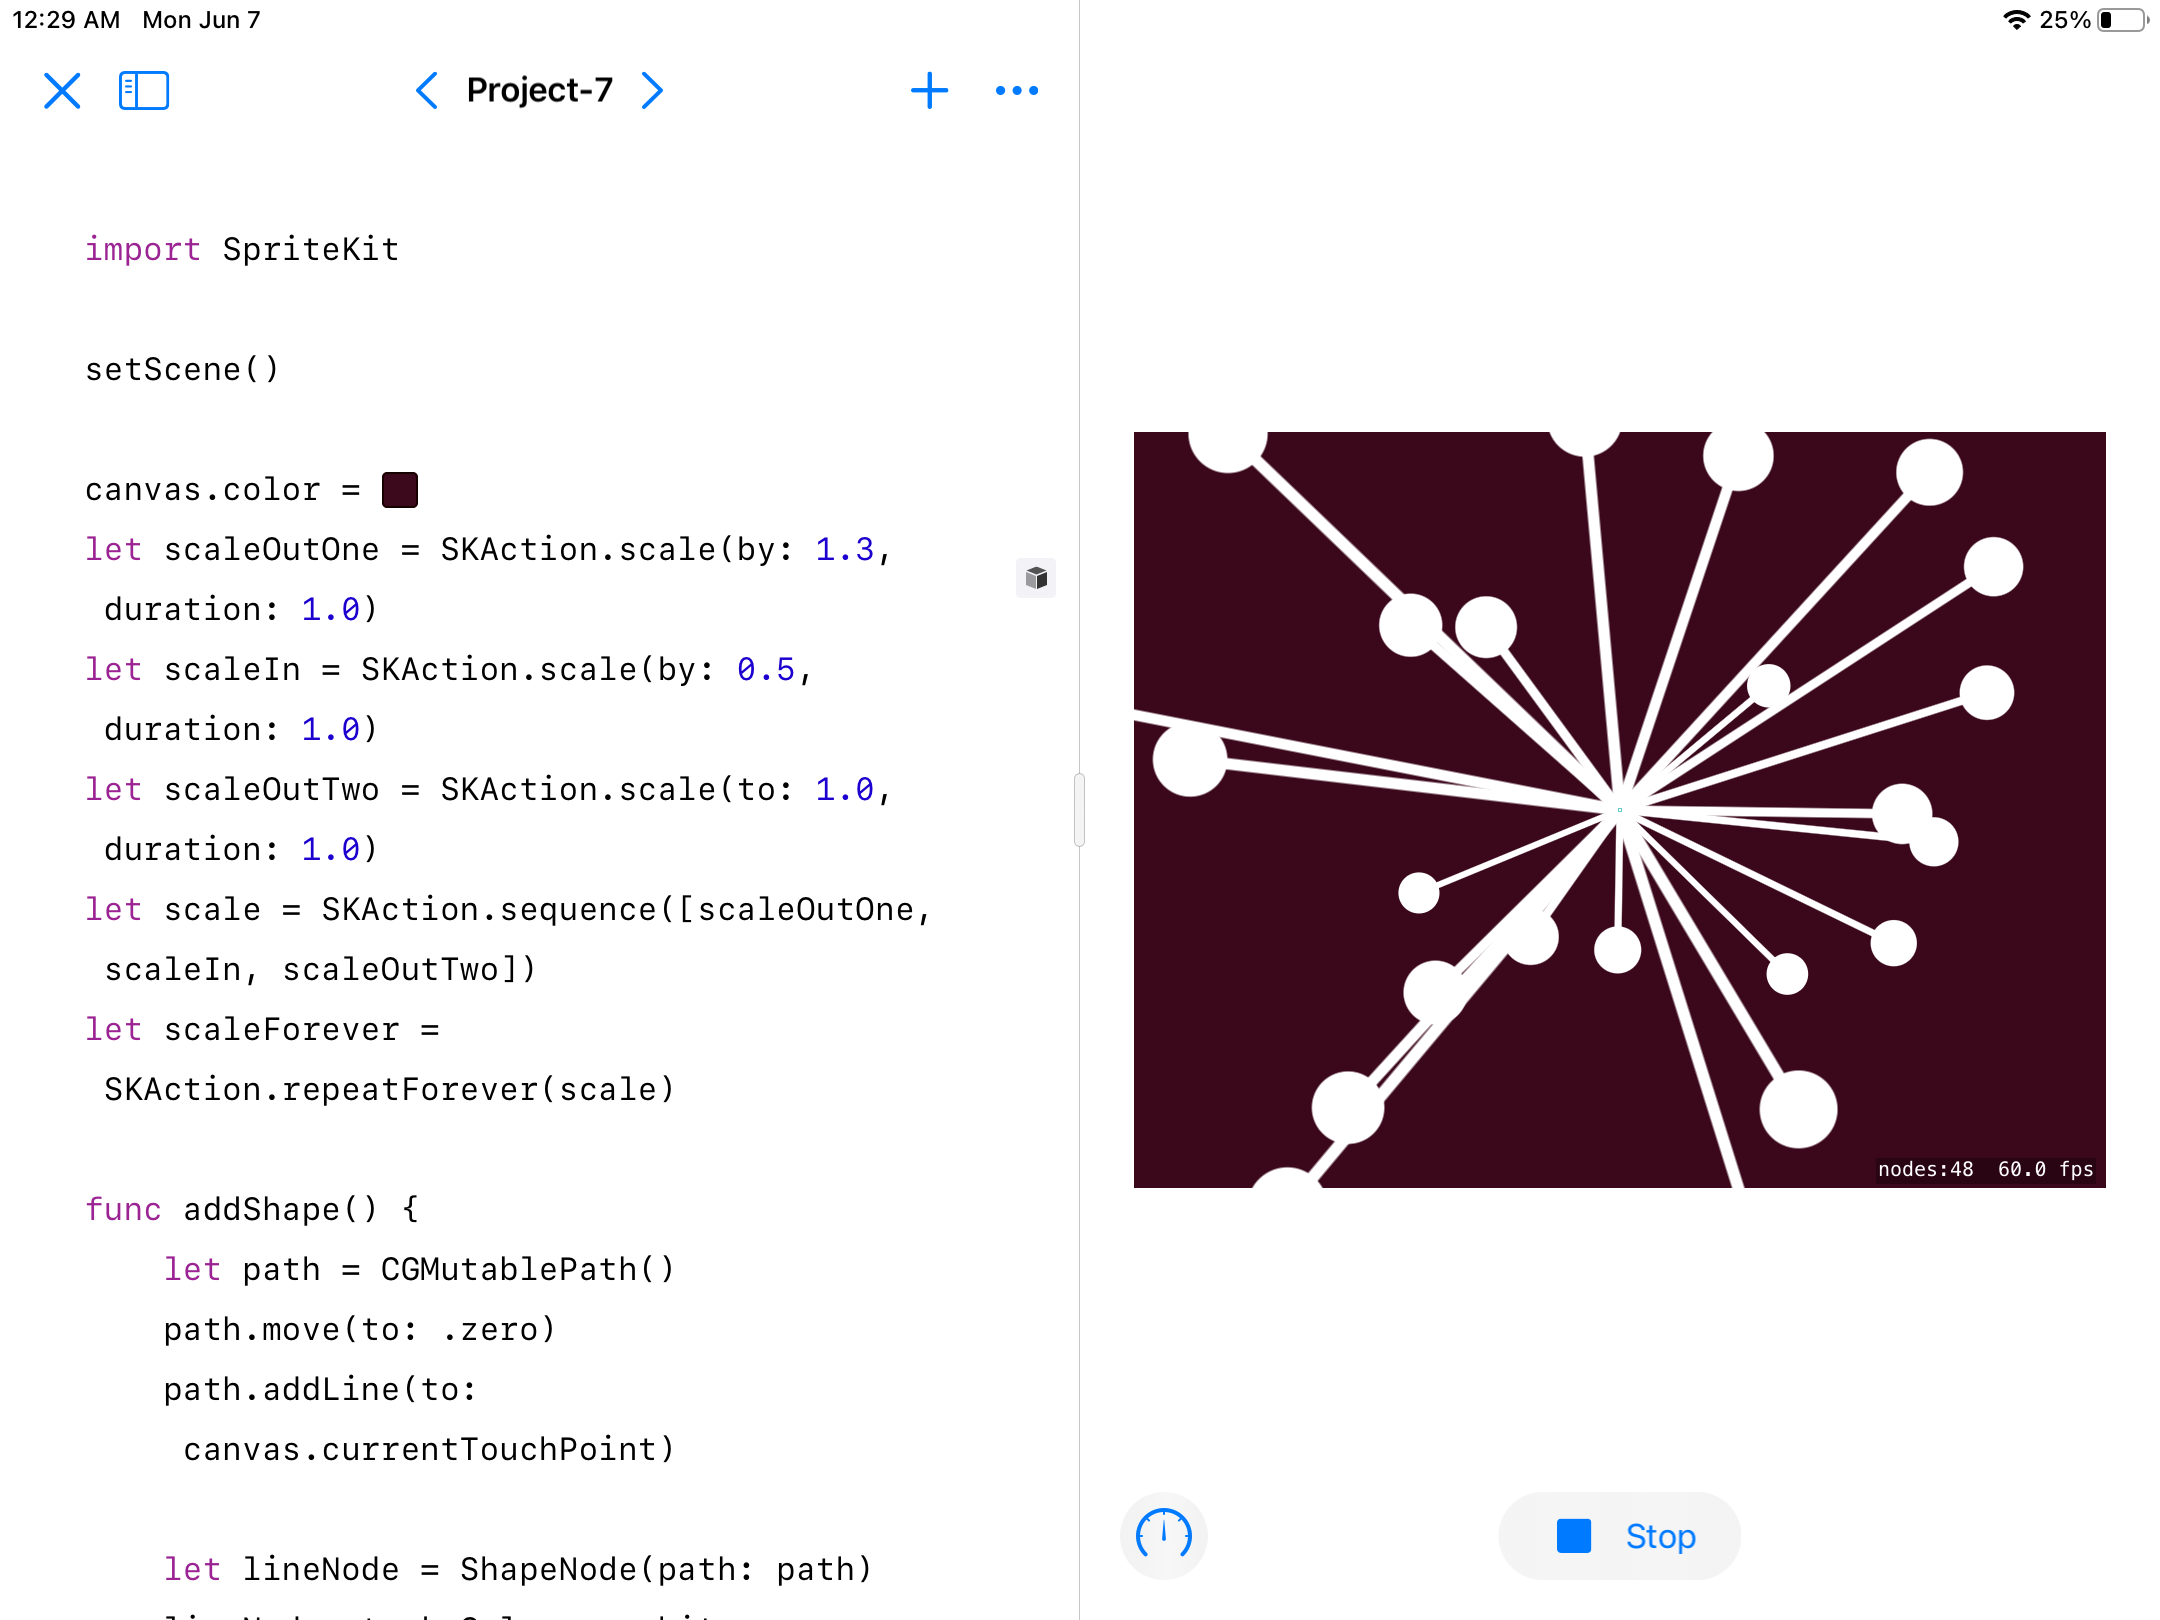 12:29 AM Mon Jun 7
25%
Project-7
import SpriteKit
setScene()
canvas.color =
let scaleOutOne = SKAction.scale(by: 1.3,
duration: 1.0)
let scaleIn = SKAction.scale(by: 0.5,
duration: 1.0)
let scaleOutTwo = SKAction.scale(to: 1.0,
duration: 1.0)
let scale = SKAction.sequence([scaleOutOne,
scaleIn, scaleOutTwo])
let scaleForever =
SKAction.repeatForever(scale)
func addShape() {
let path = CGMutablePath()
path.move(to: .zero)
path.addLine(to:
canvas.currentTouchPoint)
let lineNode = ShapeNode(path: path)
nodes:48 60.0 fps
Stop